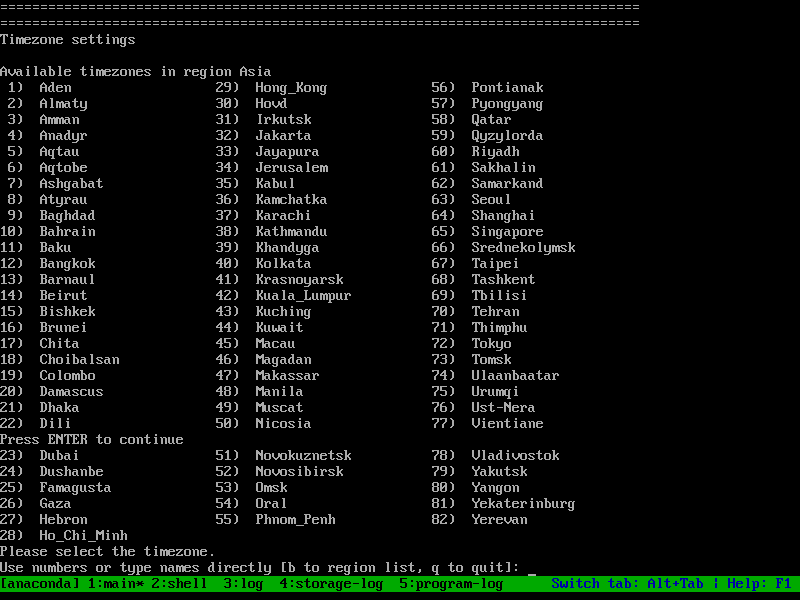 ================================================================================
================================================================================
Timezone settings

Available timezones in region Asia
 1)  Aden                  29)  Hong_Kong             56)  Pontianak
 2)  Almaty                30)  Hovd                  57)  Pyongyang
 3)  Amman                 31)  Irkutsk               58)  Qatar
 4)  Anadyr                32)  Jakarta               59)  Qyzylorda
 5)  Aqtau                 33)  Jayapura              60)  Riyadh
 6)  Aqtobe                34)  Jerusalem             61)  Sakhalin
 7)  Ashgabat              35)  Kabul                 62)  Samarkand
 8)  Atyrau                36)  Kamchatka             63)  Seoul
 9)  Baghdad               37)  Karachi               64)  Shanghai
10)  Bahrain               38)  Kathmandu             65)  Singapore
11)  Baku                  39)  Khandyga              66)  Srednekolymsk
12)  Bangkok               40)  Kolkata               67)  Taipei
13)  Barnaul               41)  Krasnoyarsk           68)  Tashkent
14)  Beirut                42)  Kuala_Lumpur          69)  Tbilisi
15)  Bishkek               43)  Kuching               70)  Tehran
16)  Brunei                44)  Kuwait                71)  Thimphu
17)  Chita                 45)  Macau                 72)  Tokyo
18)  Choibalsan            46)  Magadan               73)  Tomsk
19)  Colombo               47)  Makassar              74)  Ulaanbaatar
20)  Damascus              48)  Manila                75)  Urumqi
21)  Dhaka                 49)  Muscat                76)  Ust-Nera
22)  Dili                  50)  Nicosia               77)  Vientiane
Press ENTER to continue
23)  Dubai                 51)  Novokuznetsk          78)  Vladivostok
24)  Dushanbe              52)  Novosibirsk           79)  Yakutsk
25)  Famagusta             53)  Omsk                  80)  Yangon
26)  Gaza                  54)  Oral                  81)  Yekaterinburg
27)  Hebron                55)  Phnom_Penh            82)  Yerevan
28)  Ho_Chi_Minh
Please select the timezone.
Use numbers or type names directly [b to region list, q to quit]: _
[anaconda] 1:main* 2:shell  3:log  4:storage-log  5:program-log      Switch tab: Alt+Tab | Help: F1